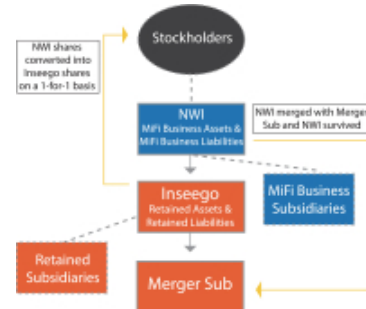 Stockholders
NWI shares
converted into
Inseego shares
on a 1-for-1 basis
NWI
MiFi Business Assets &
MiFi Business Liabilities
NWI merged with Merger
Sub and NWI survived
Inseego
Retained Assets &
Retained Liabilities
MiFi Business
Subsidiaries
Retained
Subsidiaries
Merger Sub